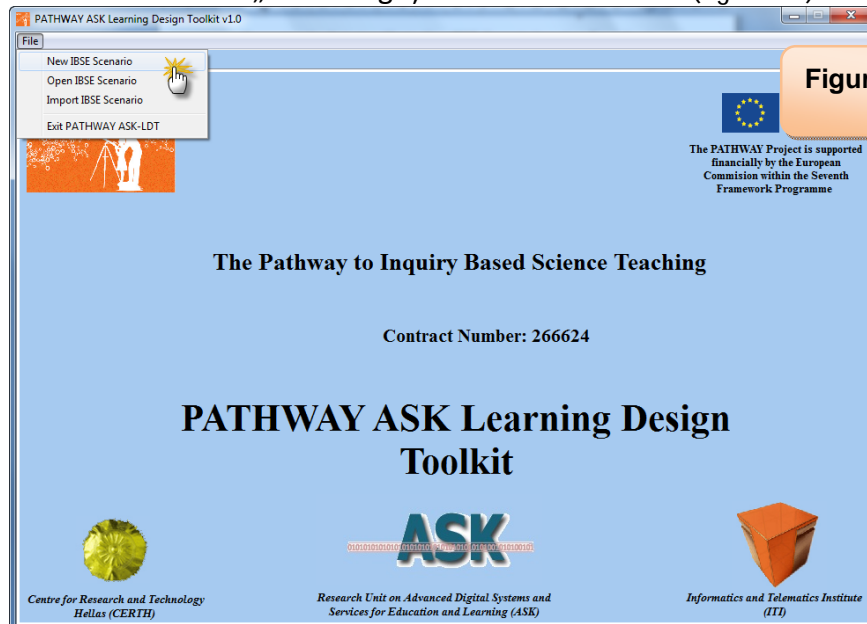 PATHWAY ASK Learning Design Toolkit v1.0
File
New IBSE Scenario
Open IBSE Scenario
Import IBSE Scenario
Exit PATHWAY ASK-LDT
The PATHWAY Project is supported
financially by the European
Commision within the Seventh
Framework Programme
The Pathway to Inquiry Based Science Teaching
Contract Number: 266624
PATHWAY ASK Learning Design
Toolkit
ASK
Centre for Research and Technology
Hellas (CERTH)
Research Unit on Advanced Digital Systems and
Services for Education and Learning (ASK)
Informatics and Telematics Institute
(ITI)